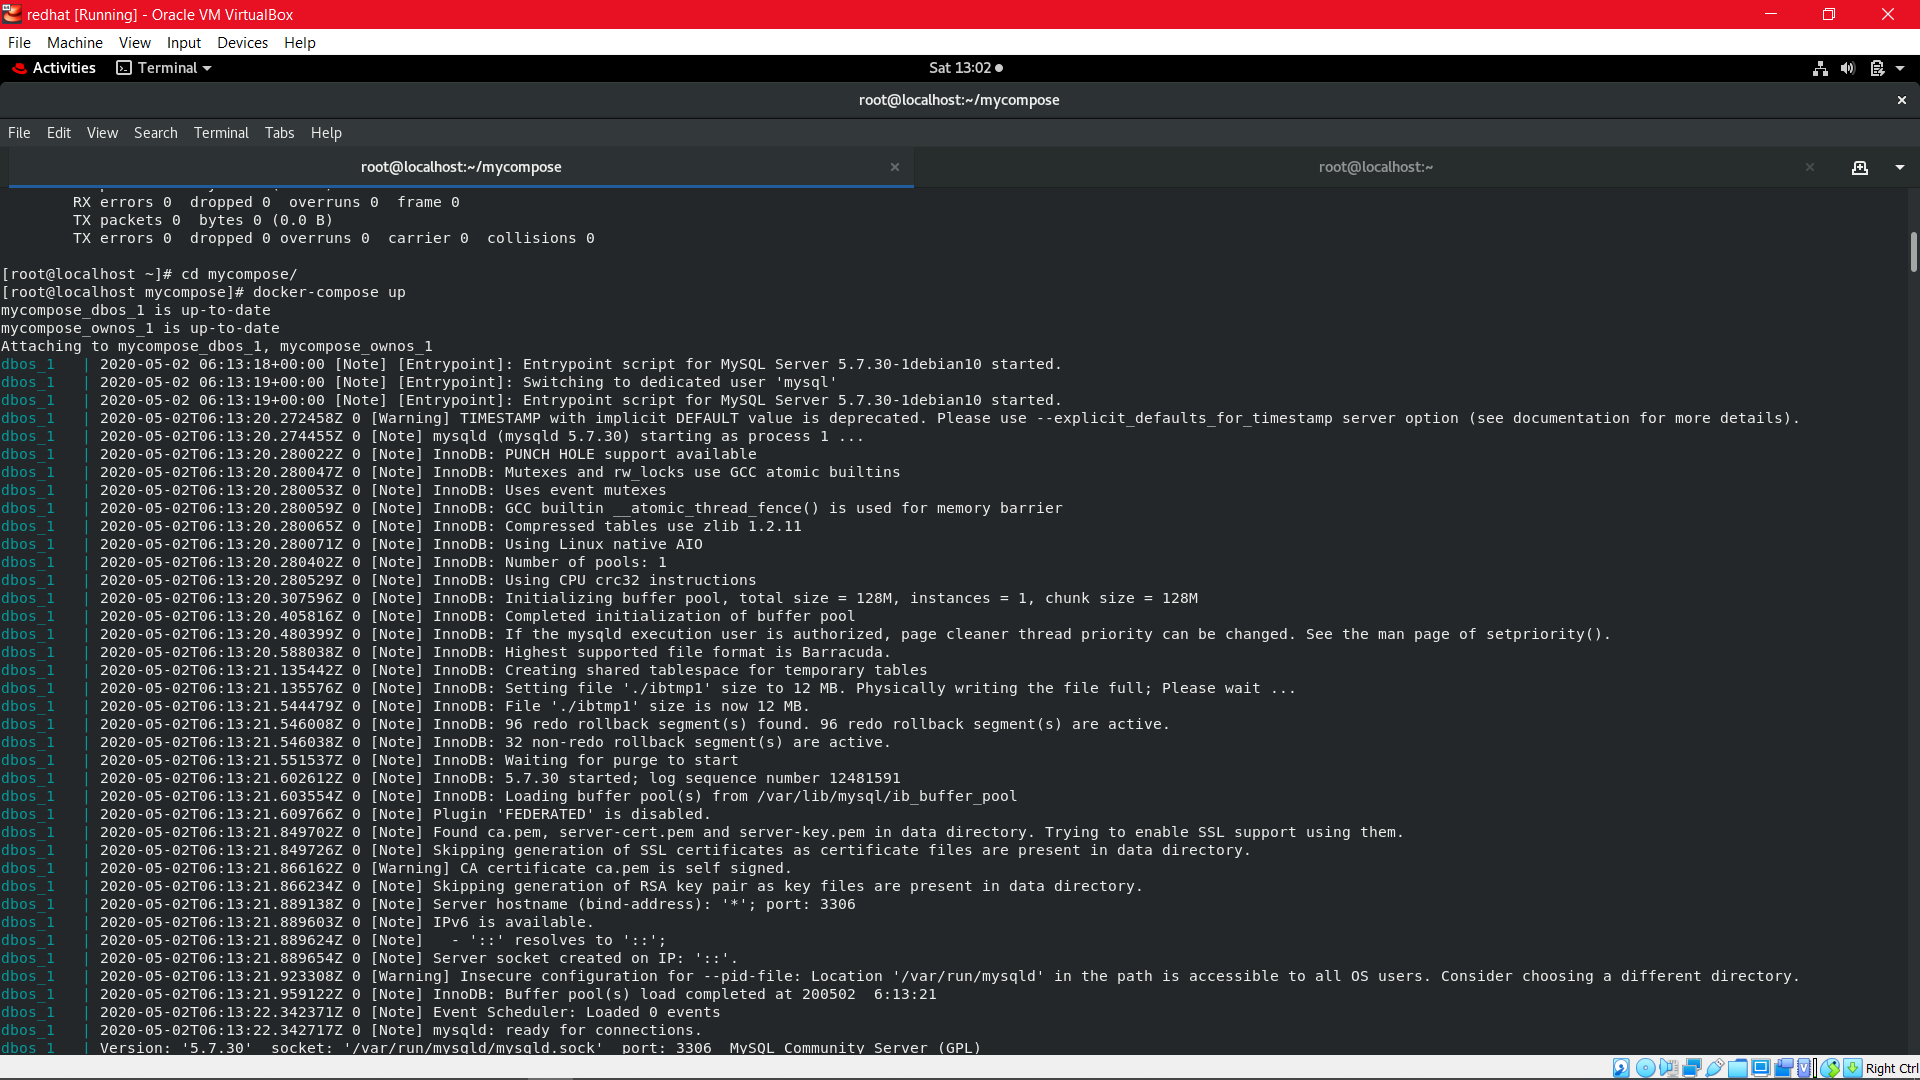 redhat [Running] - Oracle VM VirtualBox
File Machine View Input Devices Help
Activities Terminal Sat 13:02
root@localhost:~/mycompose
File Edit View Search Terminal Tabs Help
root@localhost:~/mycompose root@localhost:~
RX errors 0  dropped 0  overruns 0  frame 0
TX packets 0  bytes 0 (0.0 B)
TX errors 0  dropped 0 overruns 0  carrier 0  collisions 0
[root@localhost ~]# cd mycompose/
[root@localhost mycompose]# docker-compose up
mycompose_dbos_1 is up-to-date
mycompose_ownos_1 is up-to-date
Attaching to mycompose_dbos_1, mycompose_ownos_1
dbos_1   | 2020-05-02 06:13:18+00:00 [Note] [Entrypoint]: Entrypoint script for MySQL Server 5.7.30-1debian10 started.
dbos_1   | 2020-05-02 06:13:19+00:00 [Note] [Entrypoint]: Switching to dedicated user 'mysql'
dbos_1   | 2020-05-02 06:13:19+00:00 [Note] [Entrypoint]: Entrypoint script for MySQL Server 5.7.30-1debian10 started.
dbos_1   | 2020-05-02T06:13:20.272458Z 0 [Warning] TIMESTAMP with implicit DEFAULT value is deprecated. Please use --explicit_defaults_for_timestamp server option (see documentation for more details).
dbos_1   | 2020-05-02T06:13:20.274455Z 0 [Note] mysqld (mysqld 5.7.30) starting as process 1 ...
dbos_1   | 2020-05-02T06:13:20.280022Z 0 [Note] InnoDB: PUNCH HOLE support available
dbos_1   | 2020-05-02T06:13:20.280047Z 0 [Note] InnoDB: Mutexes and rw_locks use GCC atomic builtins
dbos_1   | 2020-05-02T06:13:20.280053Z 0 [Note] InnoDB: Uses event mutexes
dbos_1   | 2020-05-02T06:13:20.280059Z 0 [Note] InnoDB: GCC builtin __atomic_thread_fence() is used for memory barrier
dbos_1   | 2020-05-02T06:13:20.280065Z 0 [Note] InnoDB: Compressed tables use zlib 1.2.11
dbos_1   | 2020-05-02T06:13:20.280071Z 0 [Note] InnoDB: Using Linux native AIO
dbos_1   | 2020-05-02T06:13:20.280402Z 0 [Note] InnoDB: Number of pools: 1
dbos_1   | 2020-05-02T06:13:20.280529Z 0 [Note] InnoDB: Using CPU crc32 instructions
dbos_1   | 2020-05-02T06:13:20.307596Z 0 [Note] InnoDB: Initializing buffer pool, total size = 128M, instances = 1, chunk size = 128M
dbos_1   | 2020-05-02T06:13:20.405816Z 0 [Note] InnoDB: Completed initialization of buffer pool
dbos_1   | 2020-05-02T06:13:20.480399Z 0 [Note] InnoDB: If the mysqld execution user is authorized, page cleaner thread priority can be changed. See the man page of setpriority().
dbos_1   | 2020-05-02T06:13:20.588038Z 0 [Note] InnoDB: Highest supported file format is Barracuda.
dbos_1   | 2020-05-02T06:13:21.135442Z 0 [Note] InnoDB: Creating shared tablespace for temporary tables
dbos_1   | 2020-05-02T06:13:21.135576Z 0 [Note] InnoDB: Setting file './ibtmp1' size to 12 MB. Physically writing the file full; Please wait ...
dbos_1   | 2020-05-02T06:13:21.544479Z 0 [Note] InnoDB: File './ibtmp1' size is now 12 MB.
dbos_1   | 2020-05-02T06:13:21.546008Z 0 [Note] InnoDB: 96 redo rollback segment(s) found. 96 redo rollback segment(s) are active.
dbos_1   | 2020-05-02T06:13:21.546038Z 0 [Note] InnoDB: 32 non-redo rollback segment(s) are active.
dbos_1   | 2020-05-02T06:13:21.551537Z 0 [Note] InnoDB: Waiting for purge to start
dbos_1   | 2020-05-02T06:13:21.602612Z 0 [Note] InnoDB: 5.7.30 started; log sequence number 12481591
dbos_1   | 2020-05-02T06:13:21.603554Z 0 [Note] InnoDB: Loading buffer pool(s) from /var/lib/mysql/ib_buffer_pool
dbos_1   | 2020-05-02T06:13:21.609766Z 0 [Note] Plugin 'FEDERATED' is disabled.
dbos_1   | 2020-05-02T06:13:21.849702Z 0 [Note] Found ca.pem, server-cert.pem and server-key.pem in data directory. Trying to enable SSL support using them.
dbos_1   | 2020-05-02T06:13:21.849726Z 0 [Note] Skipping generation of SSL certificates as certificate files are present in data directory.
dbos_1   | 2020-05-02T06:13:21.866162Z 0 [Warning] CA certificate ca.pem is self signed.
dbos_1   | 2020-05-02T06:13:21.866234Z 0 [Note] Skipping generation of RSA key pair as key files are present in data directory.
dbos_1   | 2020-05-02T06:13:21.889138Z 0 [Note] Server hostname (bind-address): '*'; port: 3306
dbos_1   | 2020-05-02T06:13:21.889603Z 0 [Note] IPv6 is available.
dbos_1   | 2020-05-02T06:13:21.889624Z 0 [Note]   - '::' resolves to '::';
dbos_1   | 2020-05-02T06:13:21.889654Z 0 [Note] Server socket created on IP: '::'.
dbos_1   | 2020-05-02T06:13:21.923308Z 0 [Warning] Insecure configuration for --pid-file: Location '/var/run/mysqld' in the path is accessible to all OS users. Consider choosing a different directory.
dbos_1   | 2020-05-02T06:13:21.959122Z 0 [Note] InnoDB: Buffer pool(s) load completed at 200502  6:13:21
dbos_1   | 2020-05-02T06:13:22.342371Z 0 [Note] Event Scheduler: Loaded 0 events
dbos_1   | 2020-05-02T06:13:22.342717Z 0 [Note] mysqld: ready for connections.
dbos_1   | Version: '5.7.30'  socket: '/var/run/mysqld/mysqld.sock'  port: 3306  MySQL Community Server (GPL)
Right Ctrl